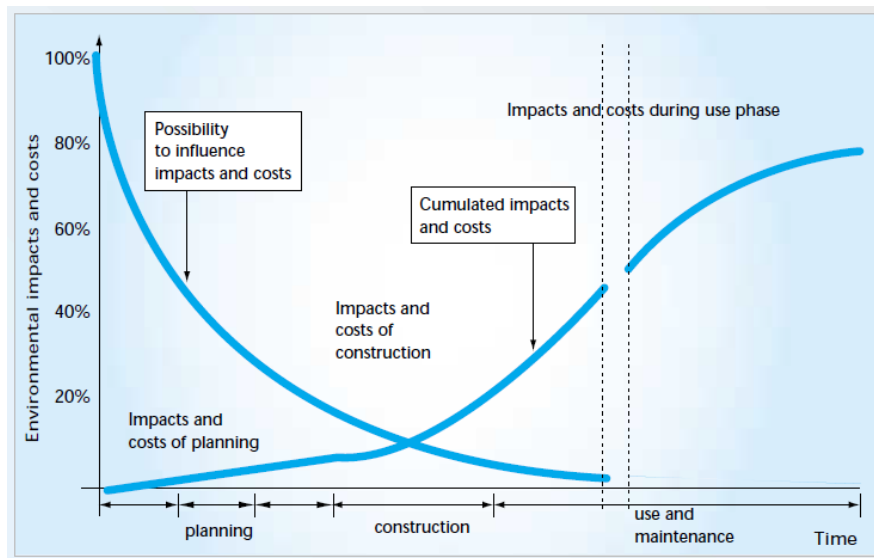 100%
80%
60%
40%
20%
Environmental impacts and costs
Possibility
to influence
impacts and costs
Impacts and costs during use phase
Cumulated impacts
and costs
Impacts and
costs of
construction
Impacts and
costs of planning
planning
construction
use and
maintenance
Time